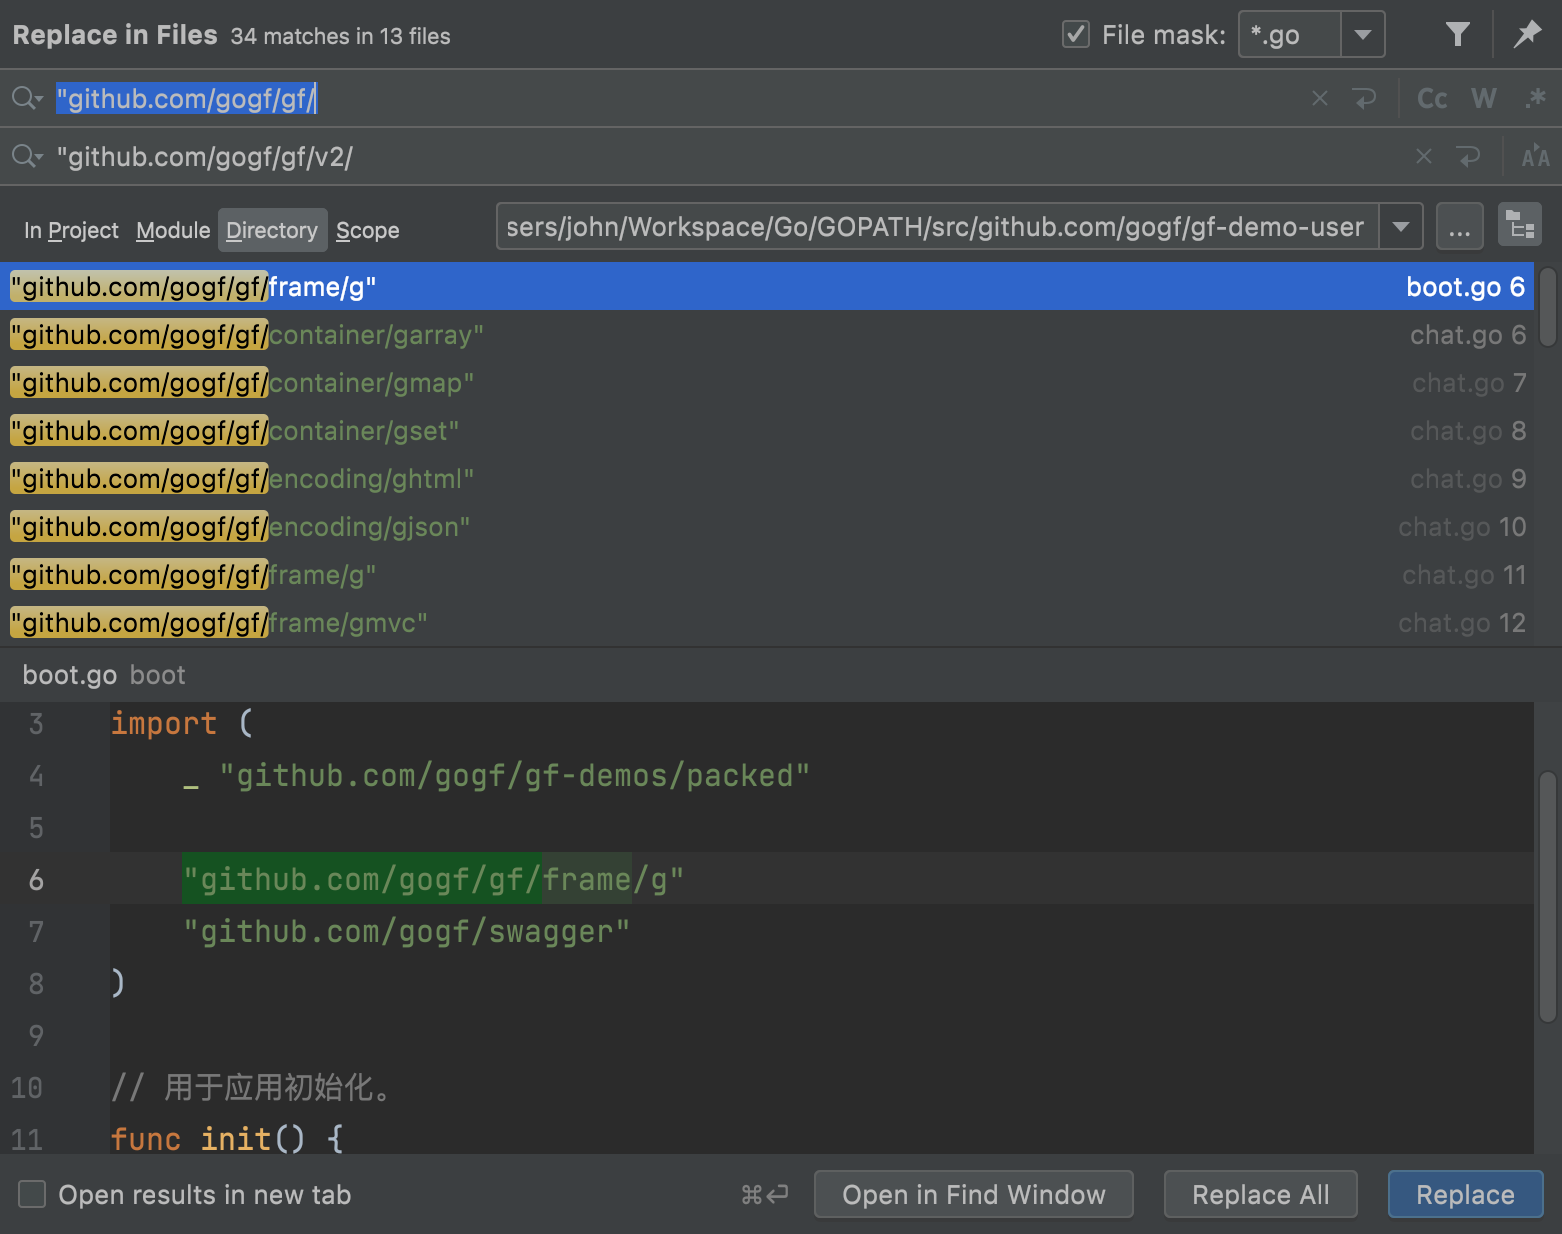 Replace in Files 34 matches in 13 files File mask: *.go
"github.com/gogf/gf/ Cc W .*
"github.com/gogf/gf/v2/ AA
In Project Module Directory Scope sers/john/Workspace/Go/GOPATH/src/github.com/gogf/gf-demo-user ...
"github.com/gogf/gf/frame/g" boot.go 6
"github.com/gogf/gf/container/garray" chat.go 6
"github.com/gogf/gf/container/gmap" chat.go 7
"github.com/gogf/gf/container/gset" chat.go 8
"github.com/gogf/gf/encoding/ghtml" chat.go 9
"github.com/gogf/gf/encoding/gjson" chat.go 10
"github.com/gogf/gf/frame/g" chat.go 11
"github.com/gogf/gf/frame/gmvc" chat.go 12
boot.go boot
3 import (
4 _ "github.com/gogf/gf-demos/packed"
5
6 "github.com/gogf/gf/frame/g"
7 "github.com/gogf/swagger"
8 )
9
10 // 用于应用初始化。
11 func init() {
Open results in new tab ⌘⏎ Open in Find Window Replace All Replace